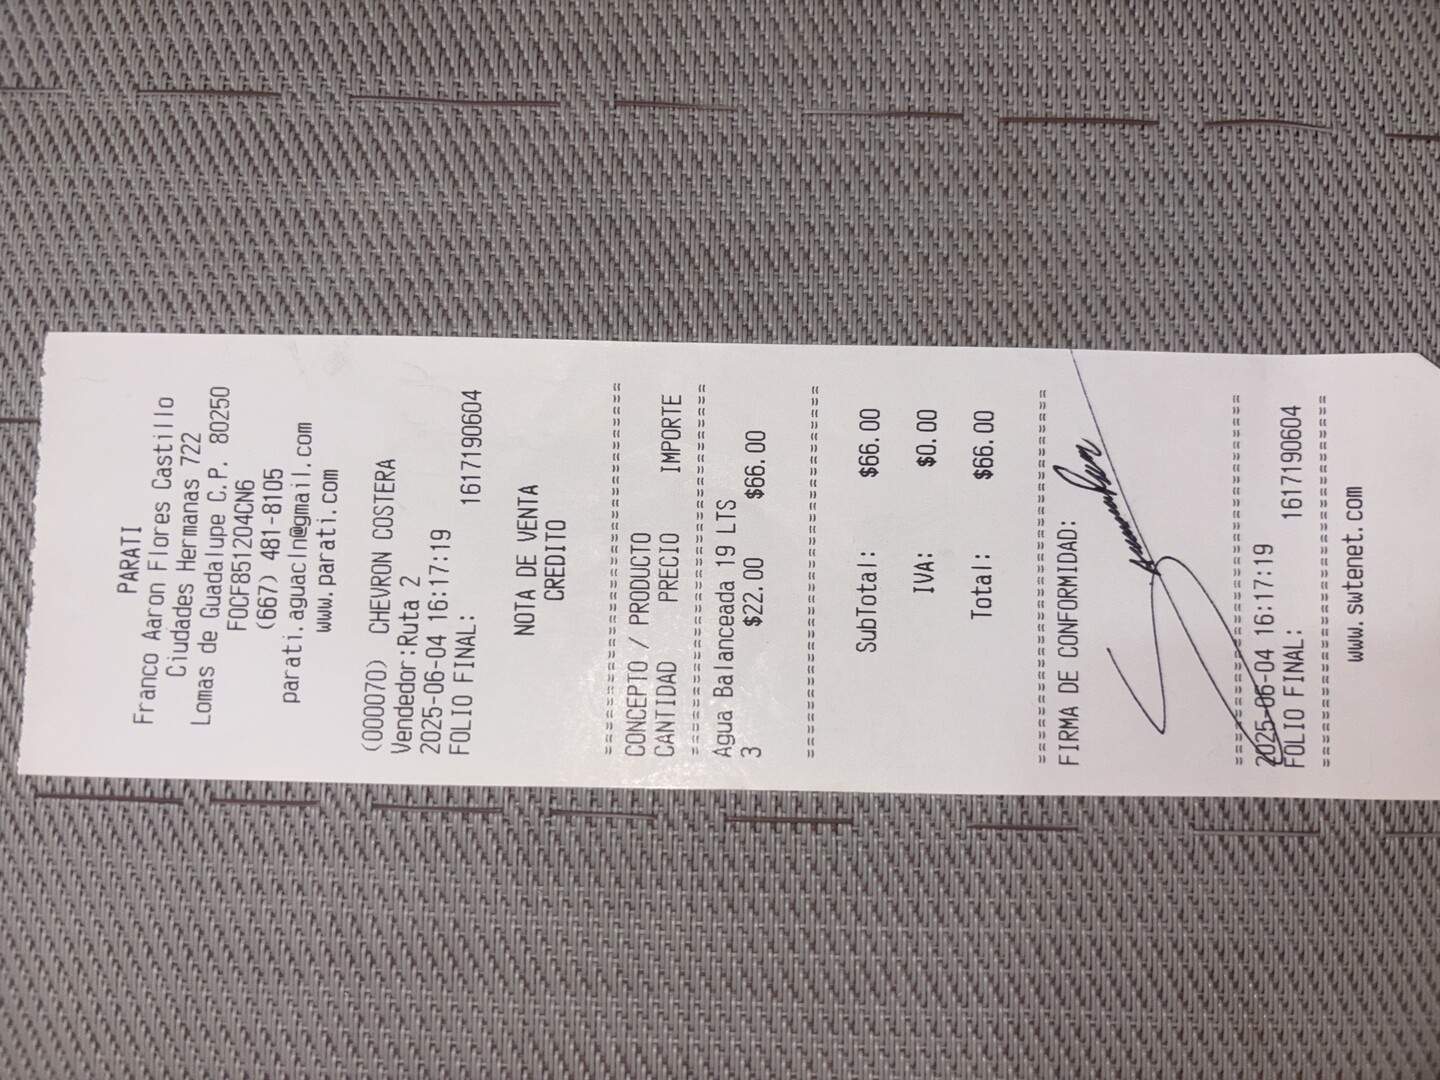 PARATI
Franco Aaron Flores Castillo
Ciudades Hermanas 722
Lomas de Guadalupe C.P. 80250
FOCF851204CN6
(667) 481-8105
parati.aguacln@gmail.com
www.parati.com
(000070) CHEVRON COSTERA
Vendedor:Ruta 2
2025-06-04 16:17:19
FOLIO FINAL: 1617190604
NOTA DE VENTA
CREDITO
==================================
CONCEPTO / PRODUCTO
CANTIDAD PRECIO IMPORTE
==================================
Agua Balanceada 19 LTS
3 $22.00 $66.00
==================================
SubTotal: $66.00
IVA: $0.00
Total: $66.00
==================================
FIRMA DE CONFORMIDAD:
==================================
2025-06-04 16:17:19
FOLIO FINAL: 1617190604
==================================
www.swtenet.com